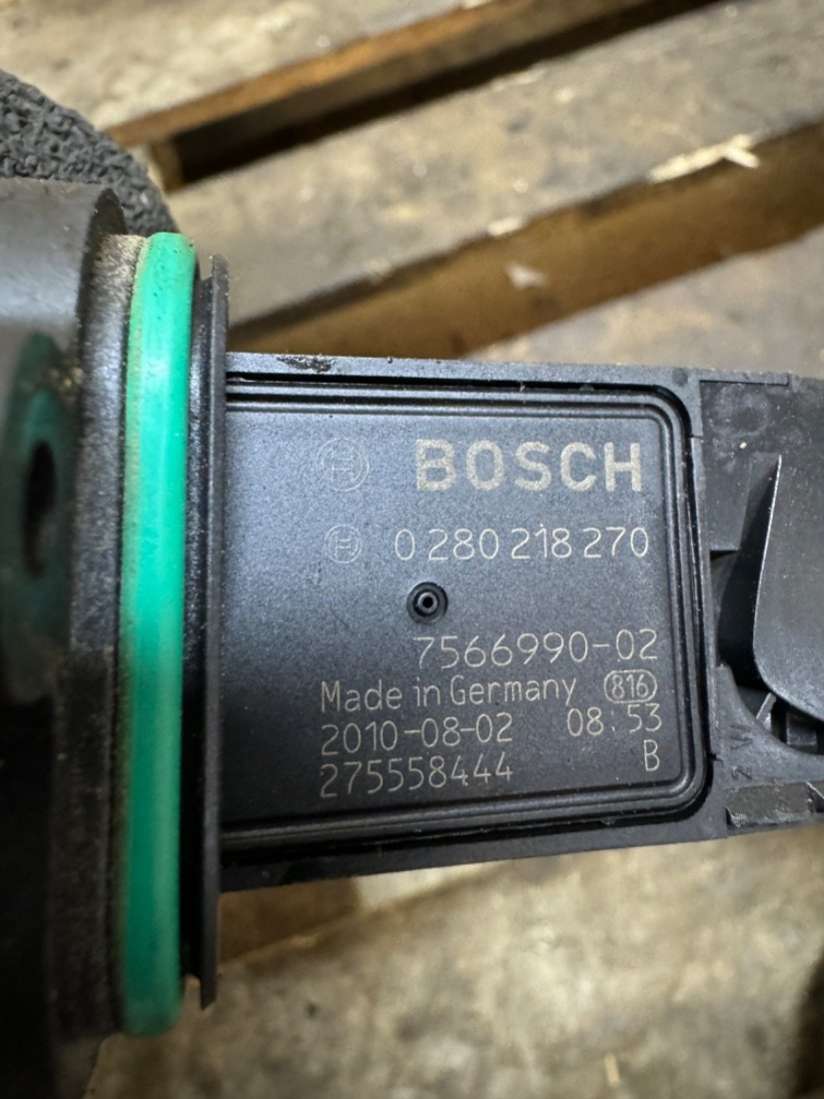 BOSCH
0 280 218 270
7566990-02
Made in Germany 816
2010-08-02 08:53
275558444 B